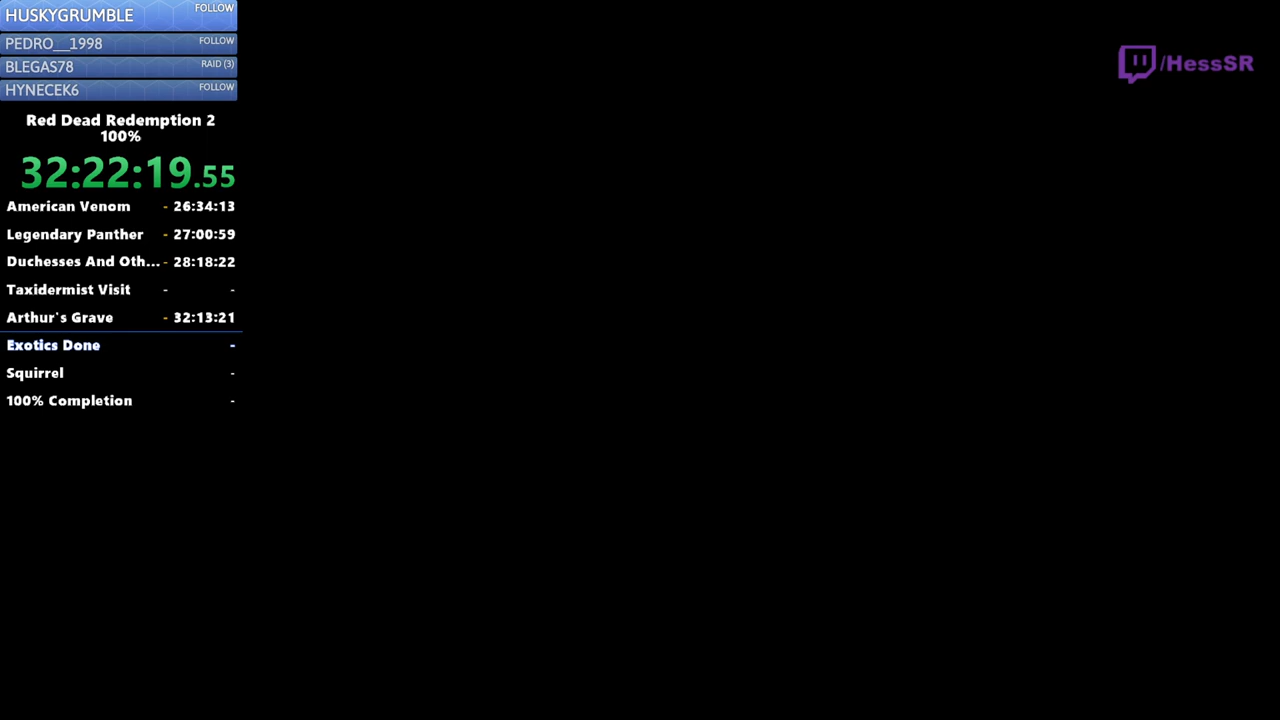 HUSKYGRUMBLE FOLLOW
PEDRO__1998 FOLLOW
BLEGAS78 RAID (3)
HYNECEK6 FOLLOW
/HessSR
Red Dead Redemption 2
100%
32:22:19.55
American Venom - 26:34:13
Legendary Panther - 27:00:59
Duchesses And Oth... - 28:18:22
Taxidermist Visit - -
Arthur's Grave - 32:13:21
Exotics Done -
Squirrel -
100% Completion -